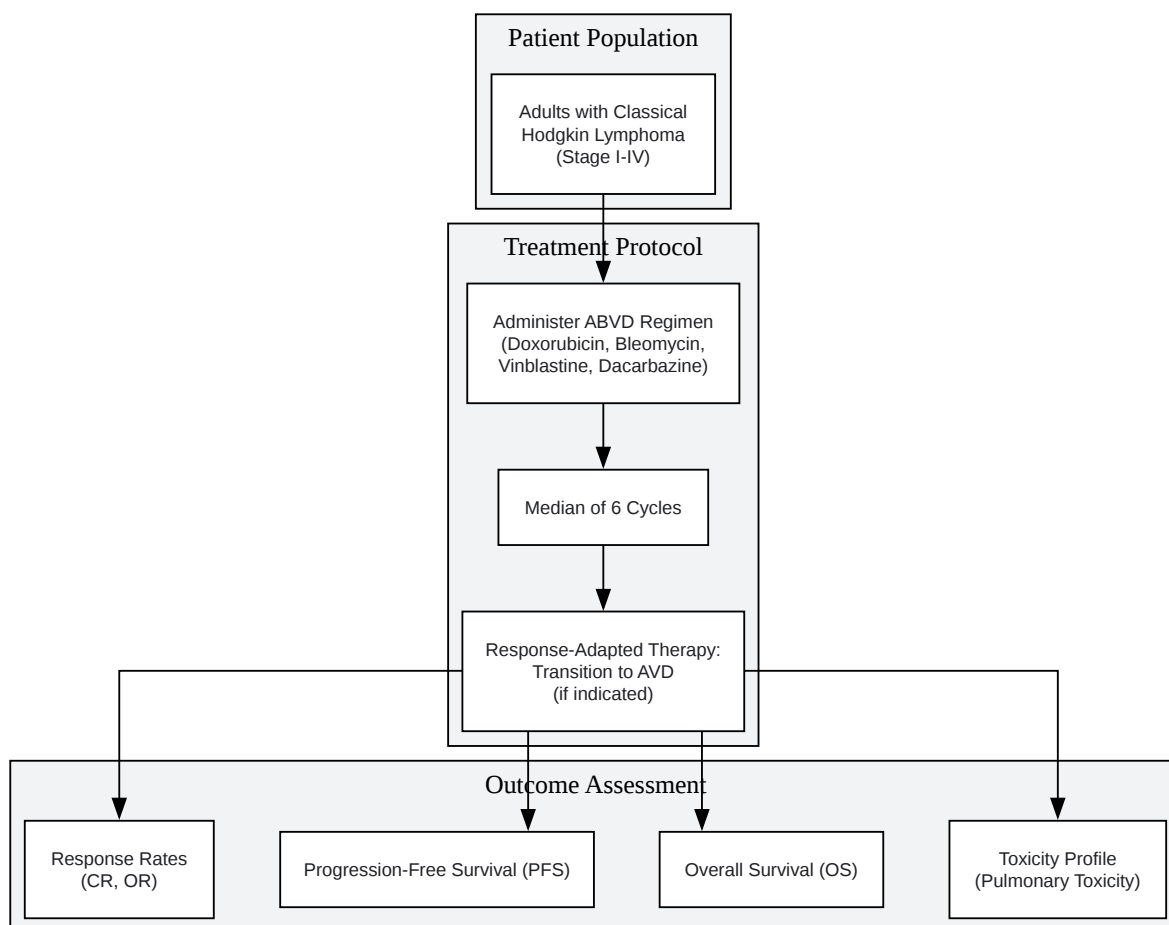 Patient Population
Adults with Classical
Hodgkin Lymphoma
(Stage I-IV)
Treatment Protocol
Administer ABVD Regimen
(Doxorubicin, Bleomycin,
Vinblastine, Dacarbazine)
Median of 6 Cycles
Response-Adapted Therapy:
Transition to AVD
(if indicated)
Outcome Assessment
Response Rates
(CR, OR)
Progression-Free Survival (PFS)
Overall Survival (OS)
Toxicity Profile
(Pulmonary Toxicity)